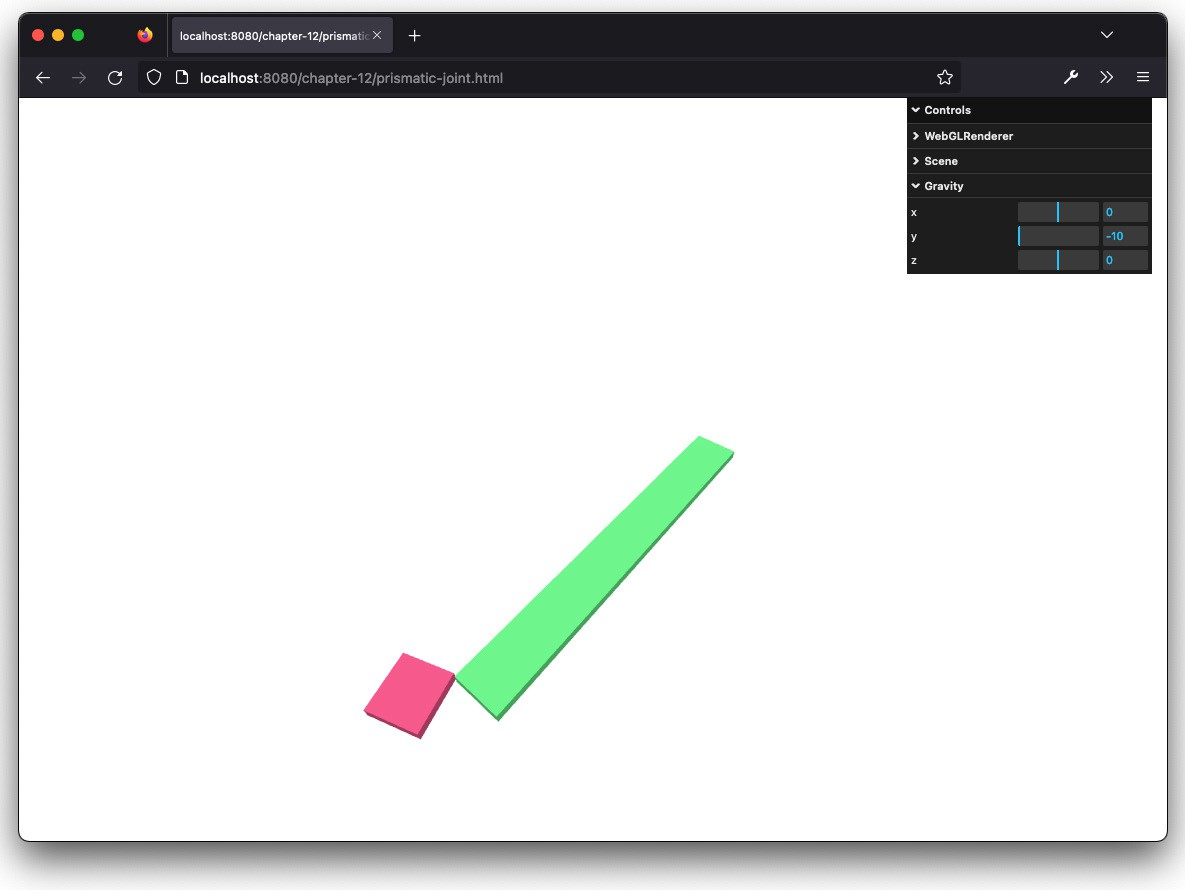 localhost:8080/chapter-12/prismatic
localhost:8080/chapter-12/prismatic-joint.html
Controls
WebGLRenderer
Scene
Gravity
x 0
y -10
z 0